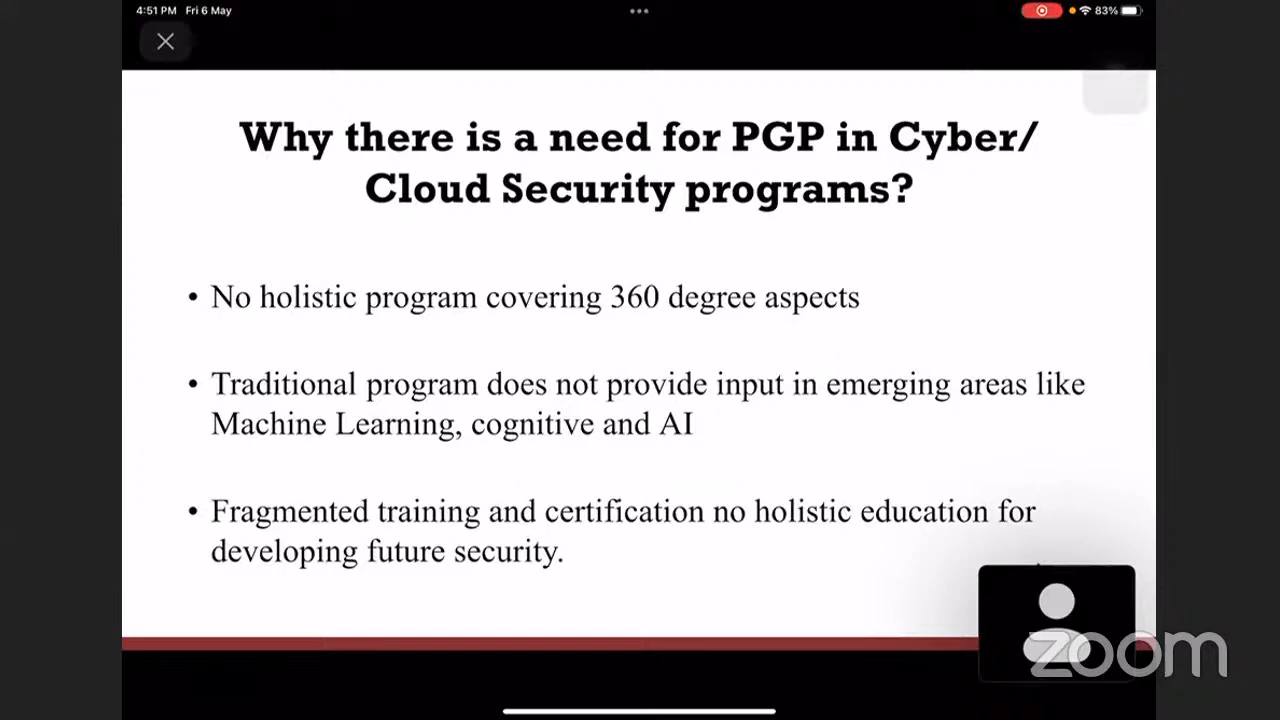 4:51 PM Fri 6 May
83%
Why there is a need for PGP in Cyber/
Cloud Security programs?
• No holistic program covering 360 degree aspects
• Traditional program does not provide input in emerging areas like
Machine Learning, cognitive and AI
• Fragmented training and certification no holistic education for
developing future security.
zoom